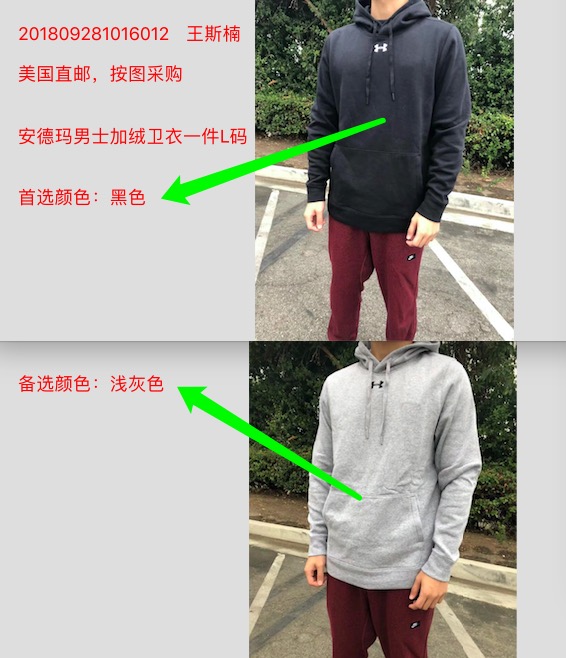 201809281016012 王斯楠
美国直邮，按图采购
安德玛男士加绒卫衣一件L码
首选颜色：黑色
备选颜色：浅灰色